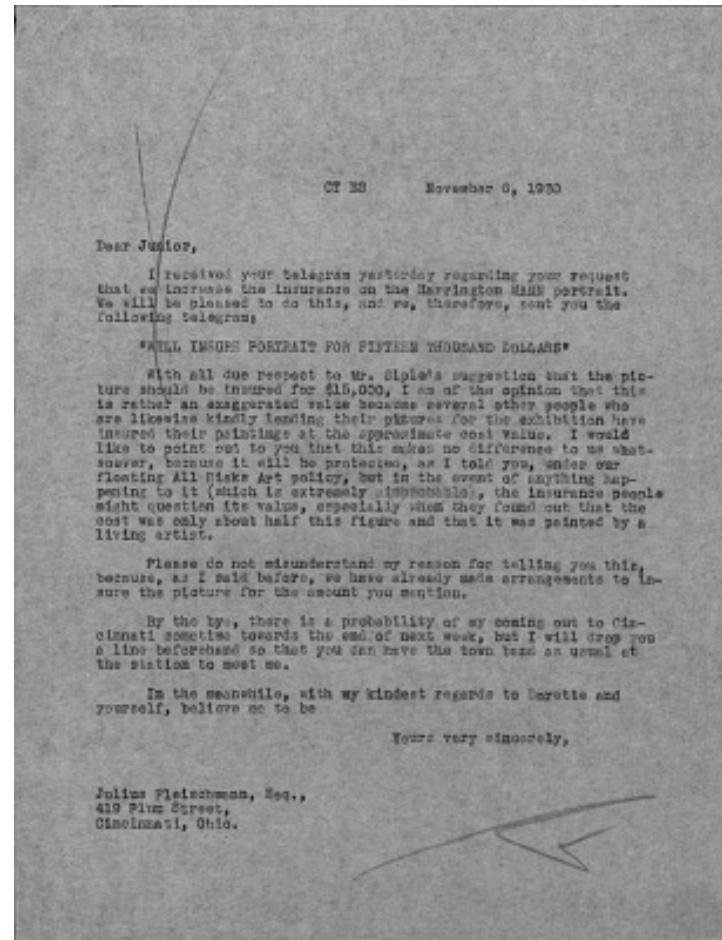 CT ES November 6, 1930
Dear Junior,
I received your telegram yesterday regarding your request
that we increase the insurance on the Harrington MANN portrait.
We will be pleased to do this, and we, therefore, sent you the
following telegram:
"WILL INSURE PORTRAIT FOR FIFTEEN THOUSAND DOLLARS"
With all due respect to Mr. Siple's suggestion that the pic-
ture should be insured for $15,000, I am of the opinion that this
is rather an exaggerated value because several other people who
are likewise kindly lending their pictures for the exhibition have
insured their paintings at the approximate cost value. I would
like to point out to you that this makes no difference to us what-
soever, because it will be protected, as I told you, under our
floating All Risks Art policy, but in the event of anything hap-
pening to it (which is extremely improbable), the insurance people
might question its value, especially when they found out that the
cost was only about half this figure and that it was painted by a
living artist.
Please do not misunderstand my reason for telling you this,
because, as I said before, we have already made arrangements to in-
sure the picture for the amount you mention.
By the bye, there is a probability of my coming out to Cin-
cinnati sometime towards the end of next week, but I will drop you
a line beforehand so that you can have the town band as usual at
the station to meet me.
In the meanwhile, with my kindest regards to Dorette and
yourself, believe me to be
Yours very sincerely,
Julius Fleischmann, Esq.,
419 Plum Street,
Cincinnati, Ohio.